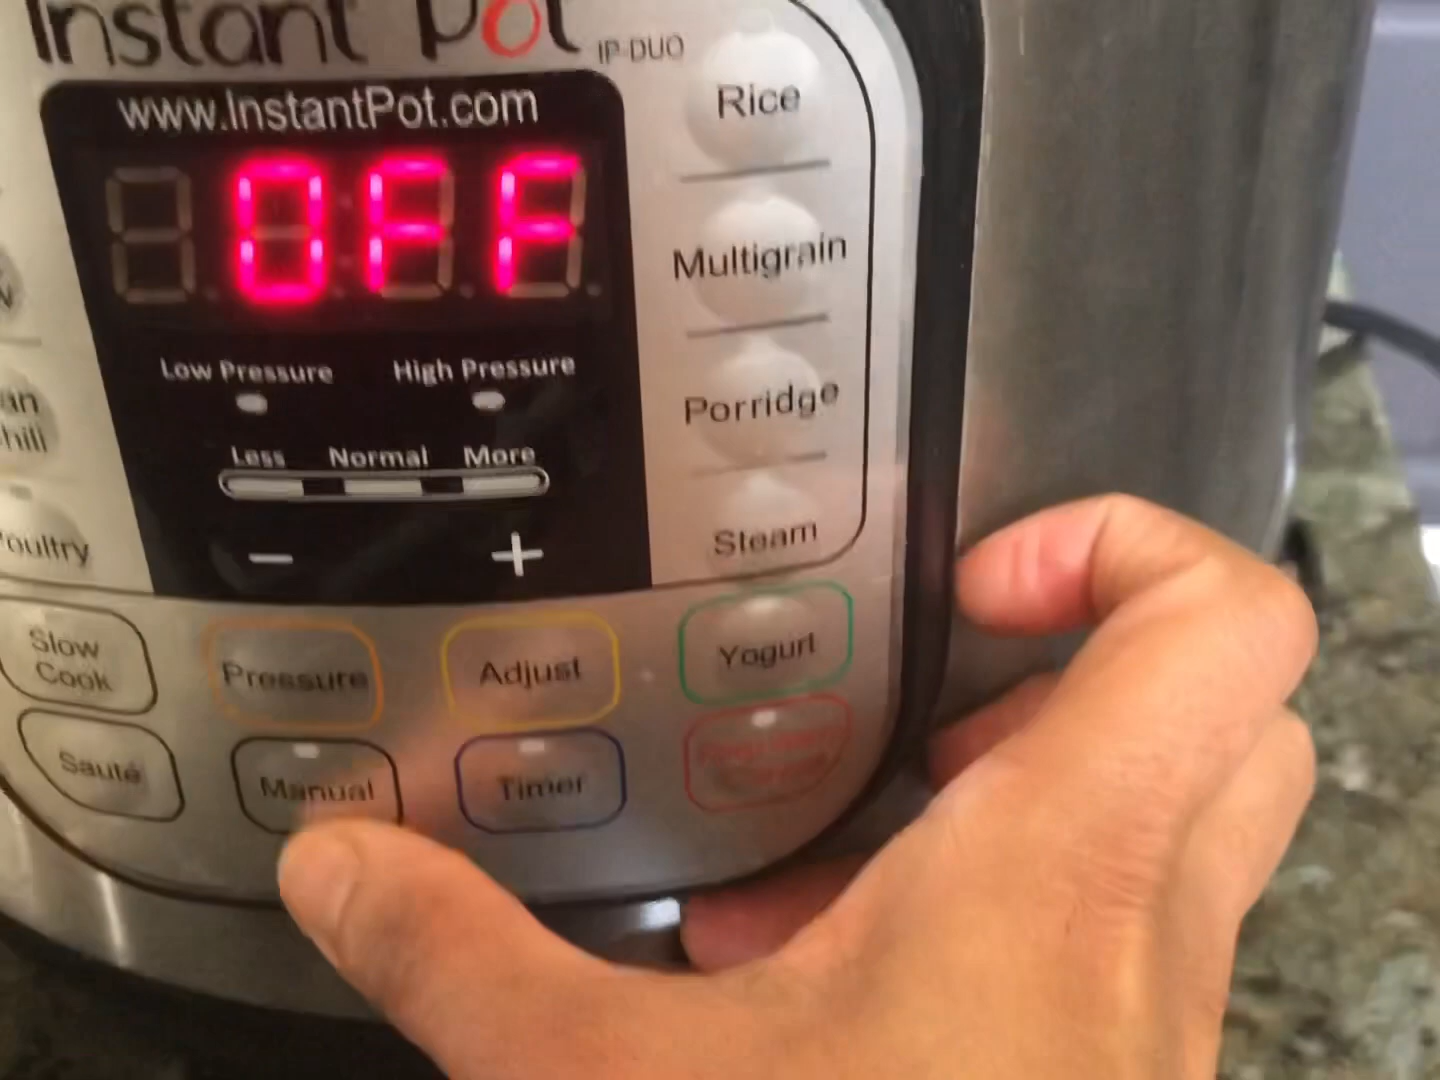 Instant Pot
IP-DUO
www.InstantPot.com
OFF
Low Pressure
High Pressure
Less
Normal
More
−
+
Rice
Multigrain
Porridge
Steam
Slow
Cook
Pressure
Adjust
Yogurt
Sauté
Manual
Timer